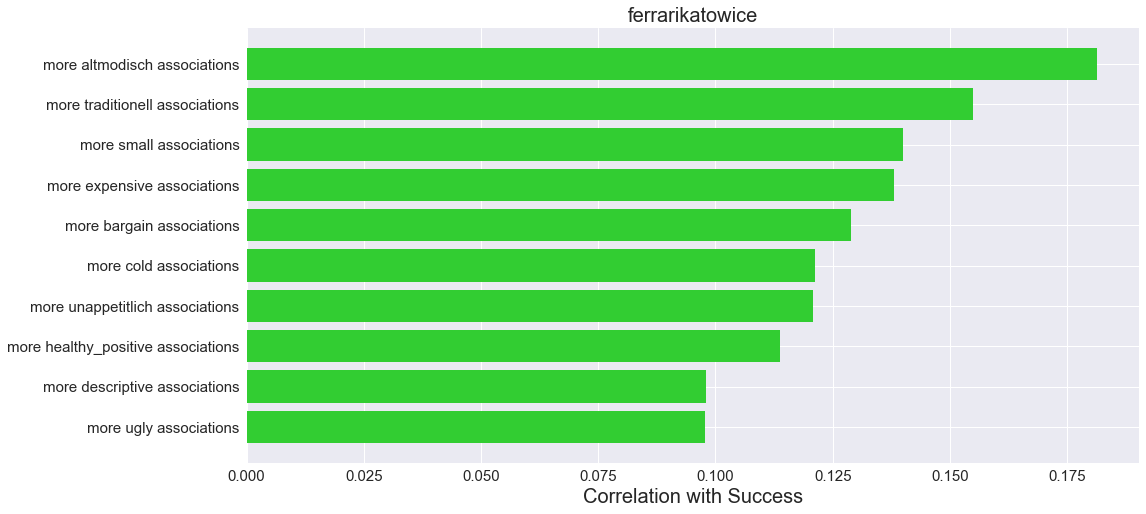 ferrarikatowice
more altmodisch associations
more traditionell associations
more small associations
more expensive associations
more bargain associations
more cold associations
more unappetitlich associations
more healthy_positive associations
more descriptive associations
more ugly associations
0.000 0.025 0.050 0.075 0.100 0.125 0.150 0.175
Correlation with Success